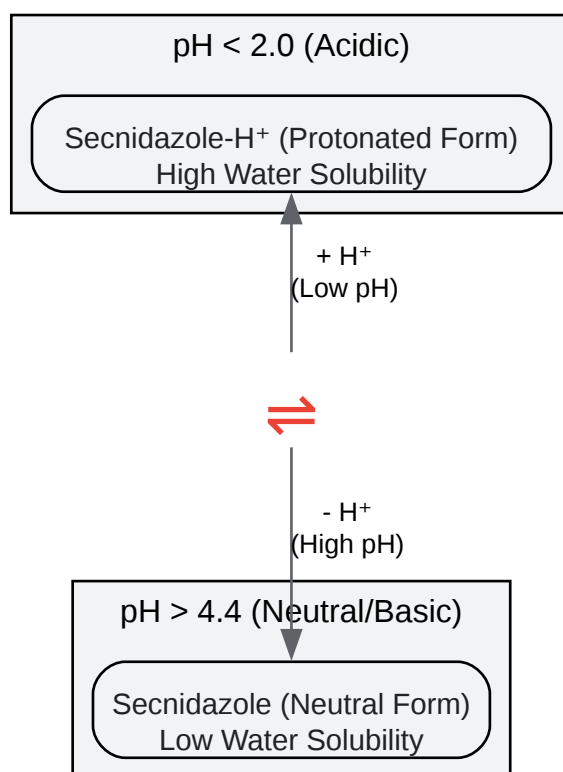 pH < 2.0 (Acidic)
Secnidazole-H⁺ (Protonated Form)
High Water Solubility
+ H⁺
(Low pH)
⇌
- H⁺
(High pH)
pH > 4.4 (Neutral/Basic)
Secnidazole (Neutral Form)
Low Water Solubility